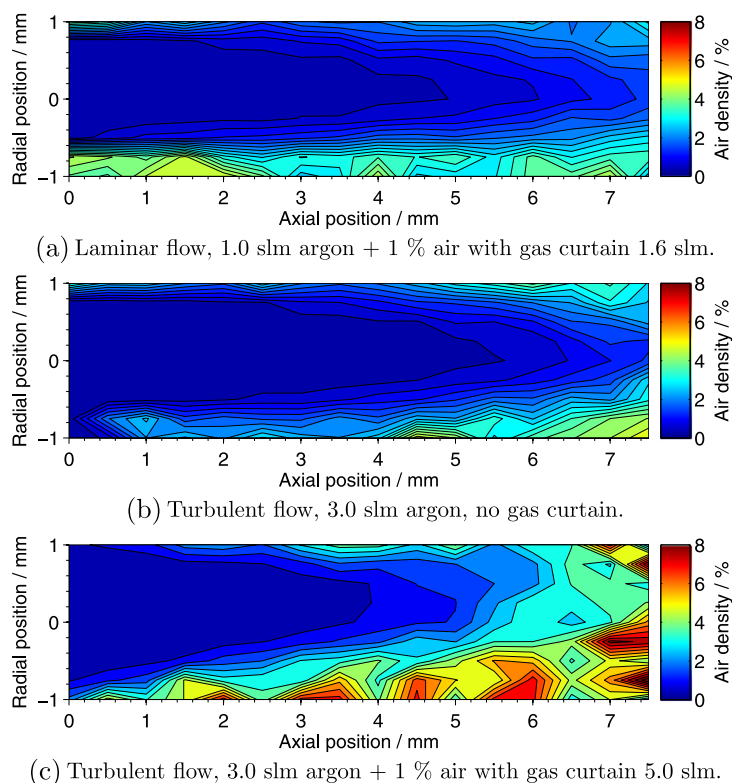 1
0
−1
Radial position / mm
0 1 2 3 4 5 6 7
Axial position / mm
8
6
4
2
0
Air density / %
(a) Laminar flow, 1.0 slm argon + 1 % air with gas curtain 1.6 slm.
1
0
−1
Radial position / mm
0 1 2 3 4 5 6 7
Axial position / mm
8
6
4
2
0
Air density / %
(b) Turbulent flow, 3.0 slm argon, no gas curtain.
1
0
−1
Radial position / mm
0 1 2 3 4 5 6 7
Axial position / mm
8
6
4
2
0
Air density / %
(c) Turbulent flow, 3.0 slm argon + 1 % air with gas curtain 5.0 slm.